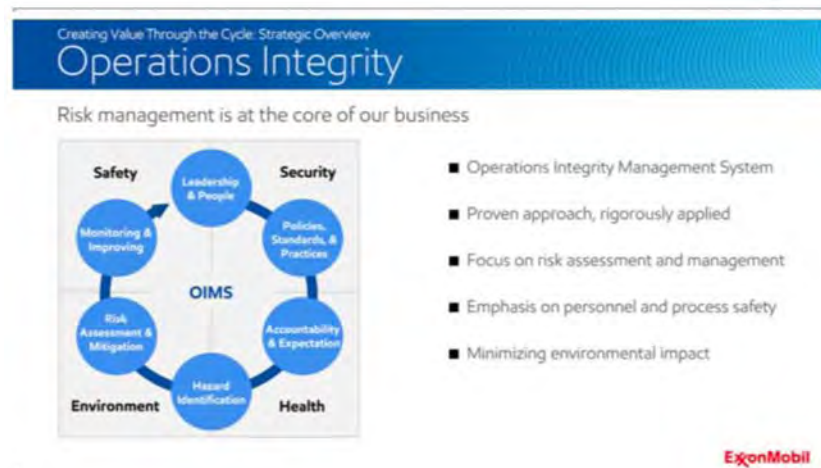 Creating Value Through the Cycle: Strategic Overview
Operations Integrity
Risk management is at the core of our business
Safety
Security
Leadership
& People
Policies,
Standards, &
Practices
Accountability
& Expectation
Hazard
Identification
Risk
Assessment &
Mitigation
Monitoring &
Improving
OIMS
Environment
Health
■ Operations Integrity Management System
■ Proven approach, rigorously applied
■ Focus on risk assessment and management
■ Emphasis on personnel and process safety
■ Minimizing environmental impact
ExxonMobil